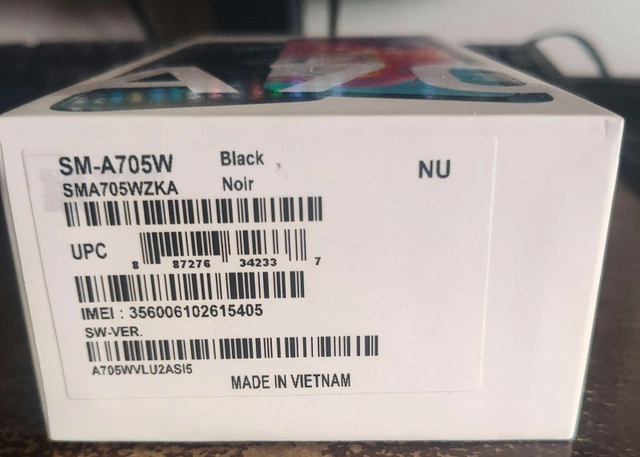 A70
SM-A705W Black NU
SMA705WZKA Noir
UPC 8 87276 34233 7
IMEI : 356006102615405
SW-VER.
A705WVLU2ASI5
MADE IN VIETNAM